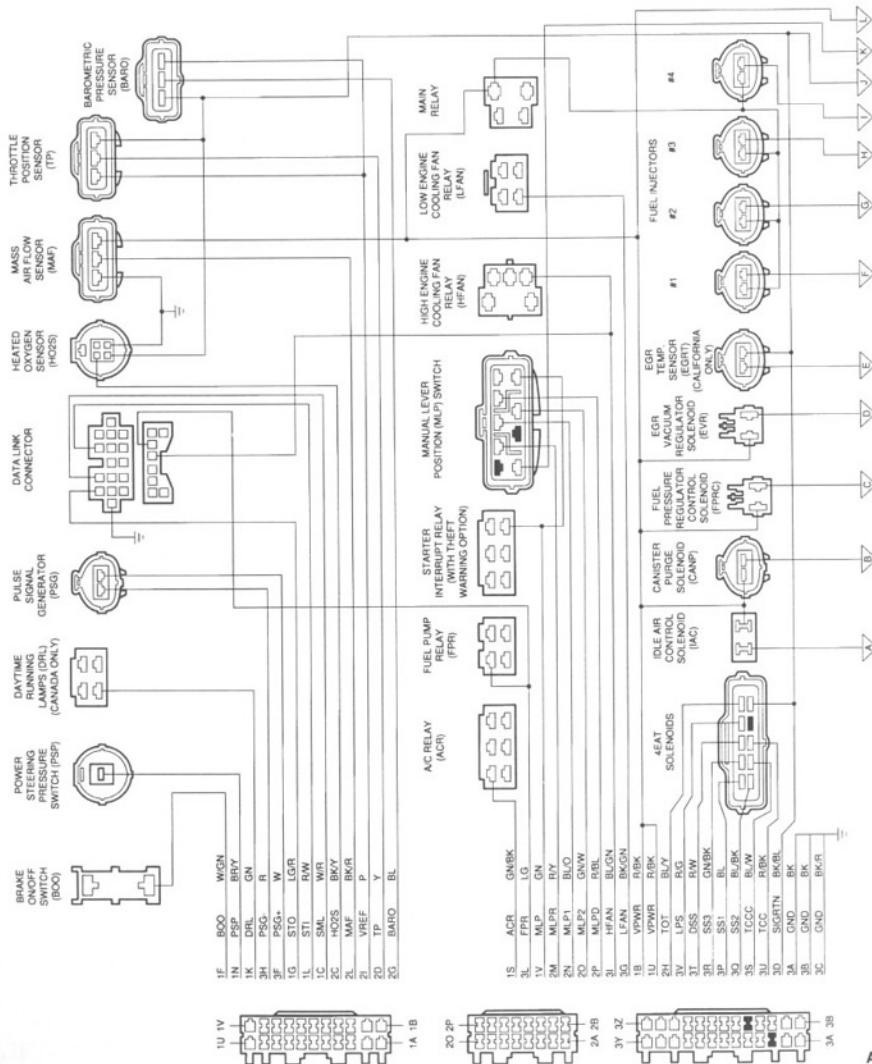 BRAKE
ON/OFF
SWITCH
(BOO)
POWER
STEERING
PRESSURE
SWITCH (PSP)
DAYTIME
RUNNING
LAMPS (DRL)
(CANADA ONLY)
PULSE
SIGNAL
GENERATOR
(PSG)
DATA LINK
CONNECTOR
HEATED
OXYGEN
SENSOR
(HO2S)
MASS
AIR FLOW
SENSOR
(MAF)
THROTTLE
POSITION
SENSOR
(TP)
BAROMETRIC
PRESSURE
SENSOR
(BARO)
1F BOO W/GN
1N PSP BR/Y
1K DRL GN
3H PSG- R
3F PSG+ W
1G STO LG/R
1L STI R/W
1C SML W/R
2C HO2S BK/Y
2L MAF BK/R
2I VREF P
2D TP Y
2G BARO BL
1U 1V
1A 1B
A/C RELAY
(ACR)
FUEL PUMP
RELAY
(FPR)
STARTER
INTERRUPT RELAY
(WITH THEFT
WARNING OPTION)
MANUAL LEVER
POSITION (MLP) SWITCH
HIGH ENGINE
COOLING FAN
RELAY
(HFAN)
LOW ENGINE
COOLING FAN
RELAY
(LFAN)
MAIN
RELAY
1S ACR GN/BK
3L FPR LG
1V MLP GN
2M MLPR R/Y
2N MLP1 BL/O
2O MLP2 GN/W
2P MLPD R/BL
3I HFAN BL/GN
3G LFAN BK/GN
1B VPWR R/BK
1U VPWR R/BK
2H TOT BL/Y
3V LPS R/G
3T DSS R/W
3R SS3 GN/BK
3P SS1 BL
3Q SS2 BL/BK
3S TCCC BL/W
3U TCC R/BK
3D SIGRTN BK/BL
3A GND BK
3B GND BK
3C GND BK/R
2O 2P
2A 2B
3Y 3Z
3A 3B
4EAT
SOLENOIDS
IDLE AIR
CONTROL
SOLENOID
(IAC)
CANISTER
PURGE
SOLENOID
(CANP)
FUEL
PRESSURE
REGULATOR
CONTROL
SOLENOID
(FPRC)
EGR
VACUUM
REGULATOR
SOLENOID
(EVR)
EGR
TEMP.
SENSOR
(EGRT)
(CALIFORNIA
ONLY)
FUEL INJECTORS
#1 #2 #3 #4
A B C D E F G H I J K L
A